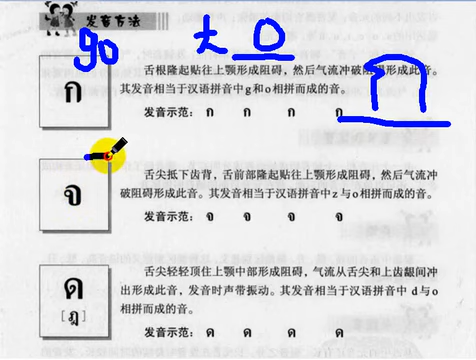 发音方法
go 大 O
ก
舌根隆起贴往上颚形成阻碍，然后气流冲破阻碍形成此音。
其发音相当于汉语拼音中g和o相拼而成的音。
发音示范： ก ก ก ก
ก
จ
舌尖抵下齿背，舌前部隆起贴往上颚形成阻碍，然后气流冲
破阻碍形成此音。其发音相当于汉语拼音中z与o相拼而成的音。
发音示范： จ จ จ จ
ด
[ฎ]
舌尖轻轻顶住上颚中部形成阻碍，气流从舌尖和上齿龈间冲
出形成此音，发音时声带振动。其发音相当于汉语拼音中d与o
相拼而成的音。
发音示范： ด ด ด ด